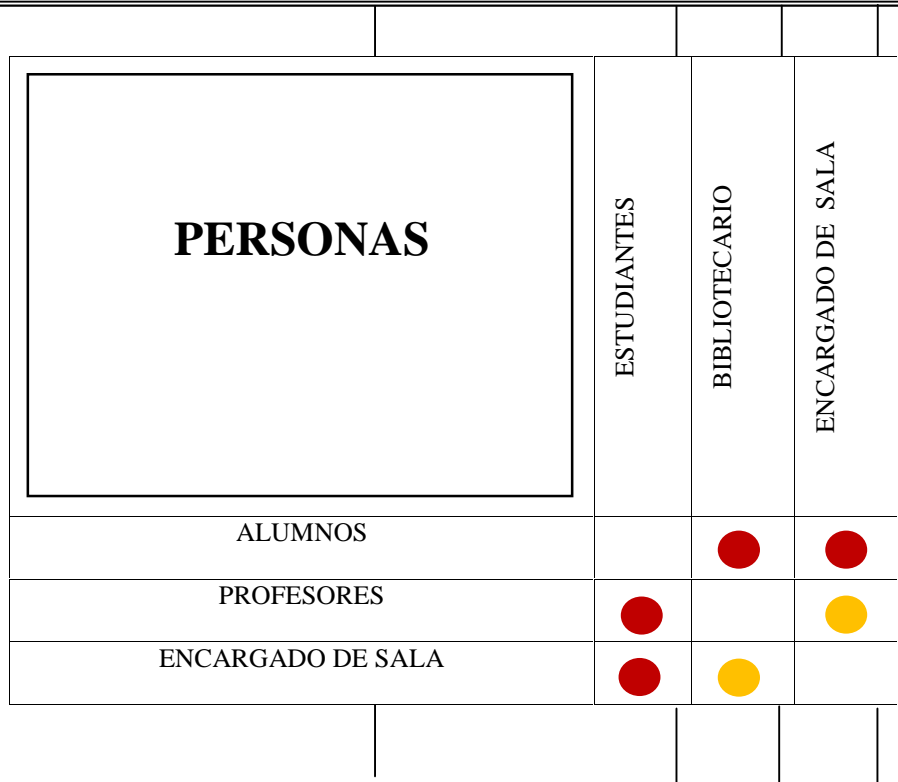 PERSONAS
ESTUDIANTES
BIBLIOTECARIO
ENCARGADO DE SALA
ALUMNOS
PROFESORES
ENCARGADO DE SALA